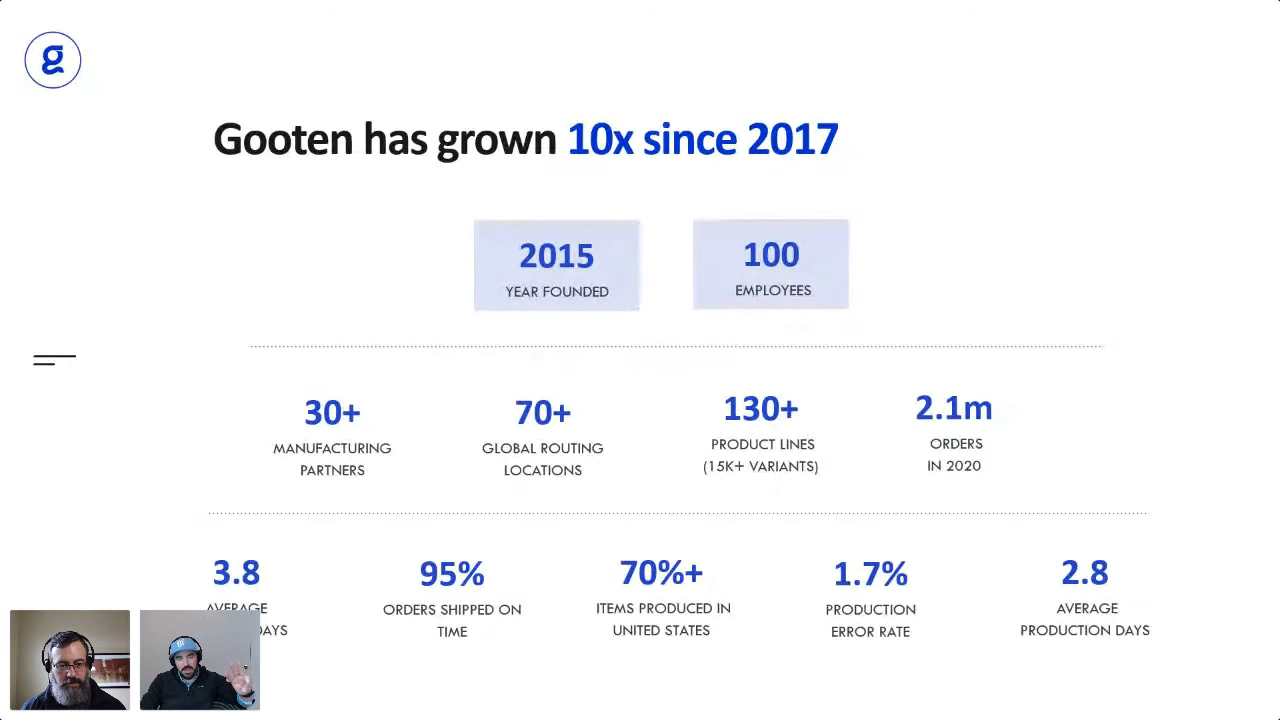 g
Gooten has grown 10x since 2017
2015
YEAR FOUNDED
100
EMPLOYEES
30+
MANUFACTURING
PARTNERS
70+
GLOBAL ROUTING
LOCATIONS
130+
PRODUCT LINES
(15K+ VARIANTS)
2.1m
ORDERS
IN 2020
3.8
AVERAGE
DAYS
95%
ORDERS SHIPPED ON
TIME
70%+
ITEMS PRODUCED IN
UNITED STATES
1.7%
PRODUCTION
ERROR RATE
2.8
AVERAGE
PRODUCTION DAYS